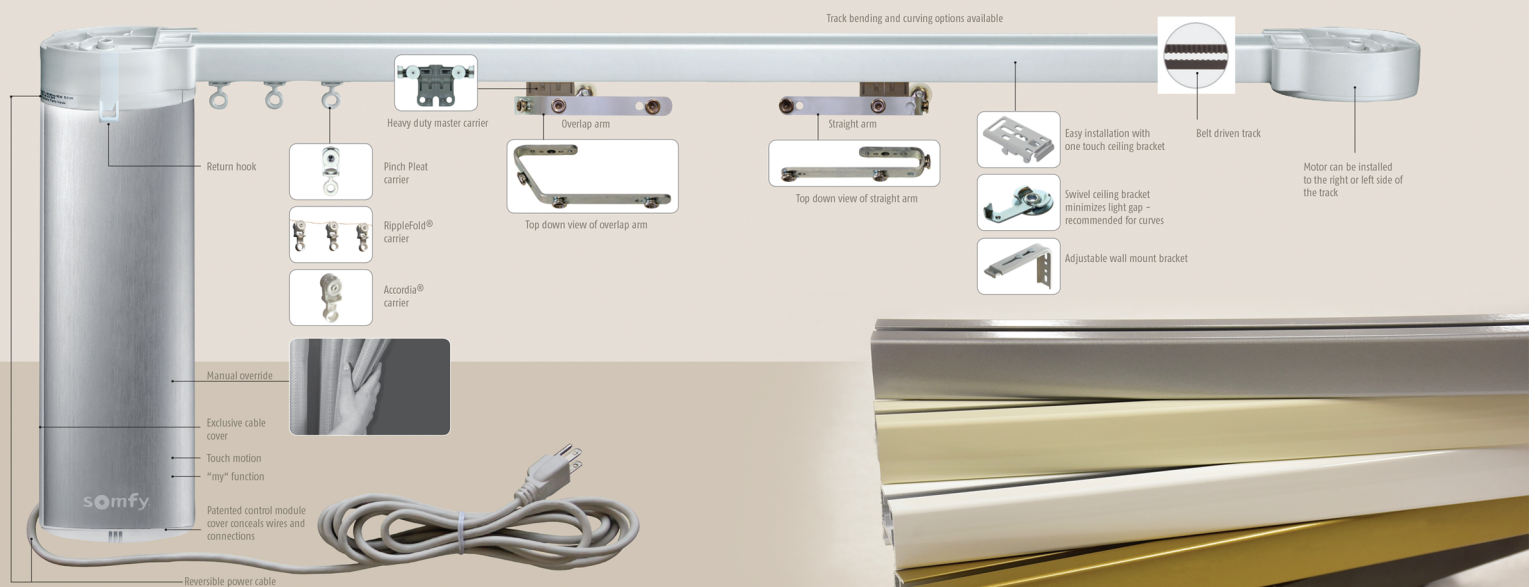 Track bending and curving options available
Heavy duty master carrier
Overlap arm
Straight arm
Return hook
Pinch Pleat
carrier
RippleFold®
carrier
Accordia®
carrier
Top down view of overlap arm
Top down view of straight arm
Easy installation with
one touch ceiling bracket
Swivel ceiling bracket
minimizes light gap –
recommended for curves
Adjustable wall mount bracket
Belt driven track
Motor can be installed
to the right or left side of
the track
Manual override
Exclusive cable
cover
Touch motion
“my” function
somfy
Patented control module
cover conceals wires and
connections
Reversible power cable